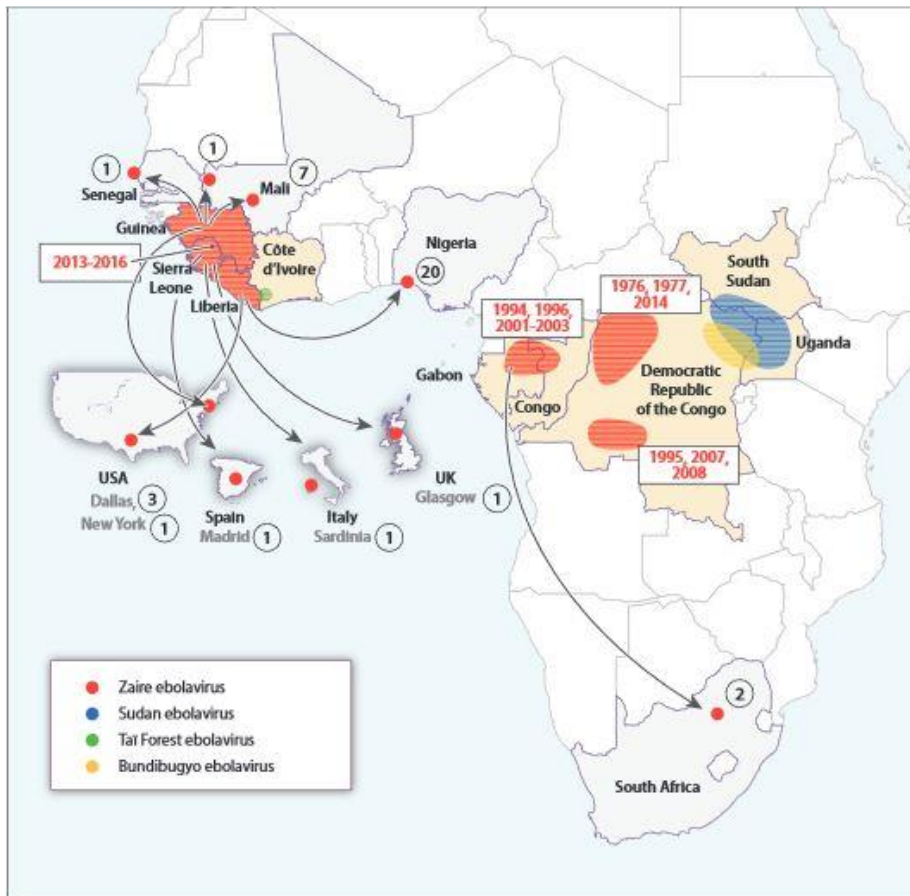 1
1
Senegal
Mali
7
Guinea
2013-2016
Sierra
Leone
Côte
d'Ivoire
Liberia
Nigeria
20
1994, 1996,
2001-2003
1976, 1977,
2014
South
Sudan
Uganda
Gabon
Congo
Democratic
Republic
of the Congo
1995, 2007,
2008
USA
Dallas, 3
New York 1
Spain
Madrid 1
Italy
Sardinia 1
UK
Glasgow 1
Zaire ebolavirus
Sudan ebolavirus
Taï Forest ebolavirus
Bundibugyo ebolavirus
2
South Africa